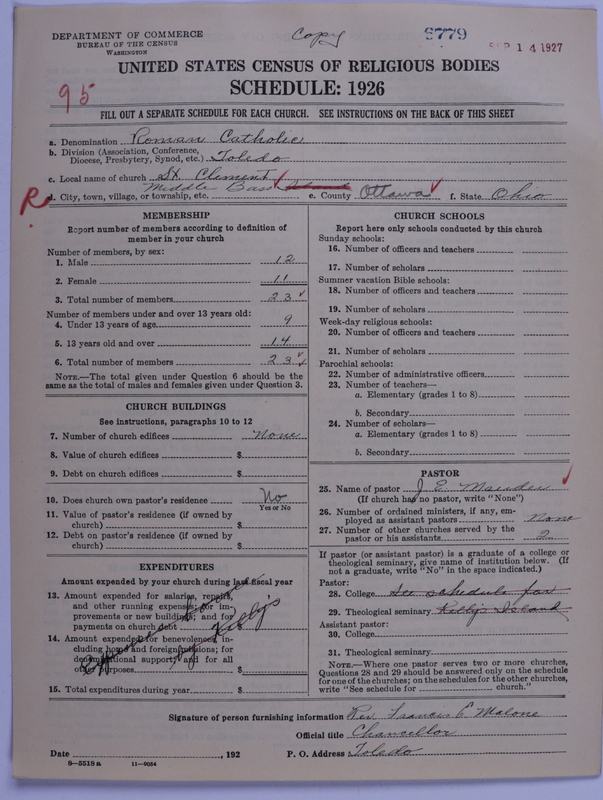 DEPARTMENT OF COMMERCE
BUREAU OF THE CENSUS
WASHINGTON
Copy
8779
SEP 14 1927
UNITED STATES CENSUS OF RELIGIOUS BODIES
SCHEDULE: 1926
95
FILL OUT A SEPARATE SCHEDULE FOR EACH CHURCH. SEE INSTRUCTIONS ON THE BACK OF THIS SHEET
a. Denomination Roman Catholic
b. Division (Association, Conference,
Diocese, Presbytery, Synod, etc.) Toledo
c. Local name of church St. Clement
R
d. City, town, village, or township, etc. Middle Bass Island e. County Ottawa f. State Ohio
MEMBERSHIP
Report number of members according to definition of
member in your church
Number of members, by sex:
1. Male 12
2. Female 11
3. Total number of members 23
Number of members under and over 13 years old:
4. Under 13 years of age 9
5. 13 years old and over 14
6. Total number of members 23
NOTE.—The total given under Question 6 should be the
same as the total of males and females given under Question 3.
CHURCH BUILDINGS
See instructions, paragraphs 10 to 12
7. Number of church edifices None
8. Value of church edifices $
9. Debt on church edifices $
10. Does church own pastor's residence No
Yes or No
11. Value of pastor's residence (if owned by
church) $
12. Debt on pastor's residence (if owned by
church) $
EXPENDITURES
Amount expended by your church during last fiscal year
13. Amount expended for salaries, repairs,
and other running expenses; for im-
provements or new buildings; and for
payments on church debt $
14. Amount expended for benevolences, in-
cluding home and foreign missions; for
denominational support; and for all
other purposes $
by Kelly's
15. Total expenditures during year $
CHURCH SCHOOLS
Report here only schools conducted by this church
Sunday schools:
16. Number of officers and teachers
17. Number of scholars
Summer vacation Bible schools:
18. Number of officers and teachers
19. Number of scholars
Week-day religious schools:
20. Number of officers and teachers
21. Number of scholars
Parochial schools:
22. Number of administrative officers
23. Number of teachers—
a. Elementary (grades 1 to 8)
b. Secondary
24. Number of scholars—
a. Elementary (grades 1 to 8)
b. Secondary
PASTOR
25. Name of pastor J. E.
(If church has no pastor, write "None")
26. Number of ordained ministers, if any, em-
ployed as assistant pastors None
27. Number of other churches served by the
pastor or his assistants 2
If pastor (or assistant pastor) is a graduate of a college or
theological seminary, give name of institution below. (If
not a graduate, write "No" in the space indicated.)
Pastor:
28. College See schedule for
29. Theological seminary Kelly's Island
Assistant pastor:
30. College
31. Theological seminary
NOTE.—Where one pastor serves two or more churches,
Questions 28 and 29 should be answered only on the schedule
for one of the churches; on the schedules for the other churches,
write "See schedule for church."
Signature of person furnishing information Rev. Francis E. Malone
Official title Chancellor
Date , 192 P. O. Address Toledo
8—5518a 11—9054